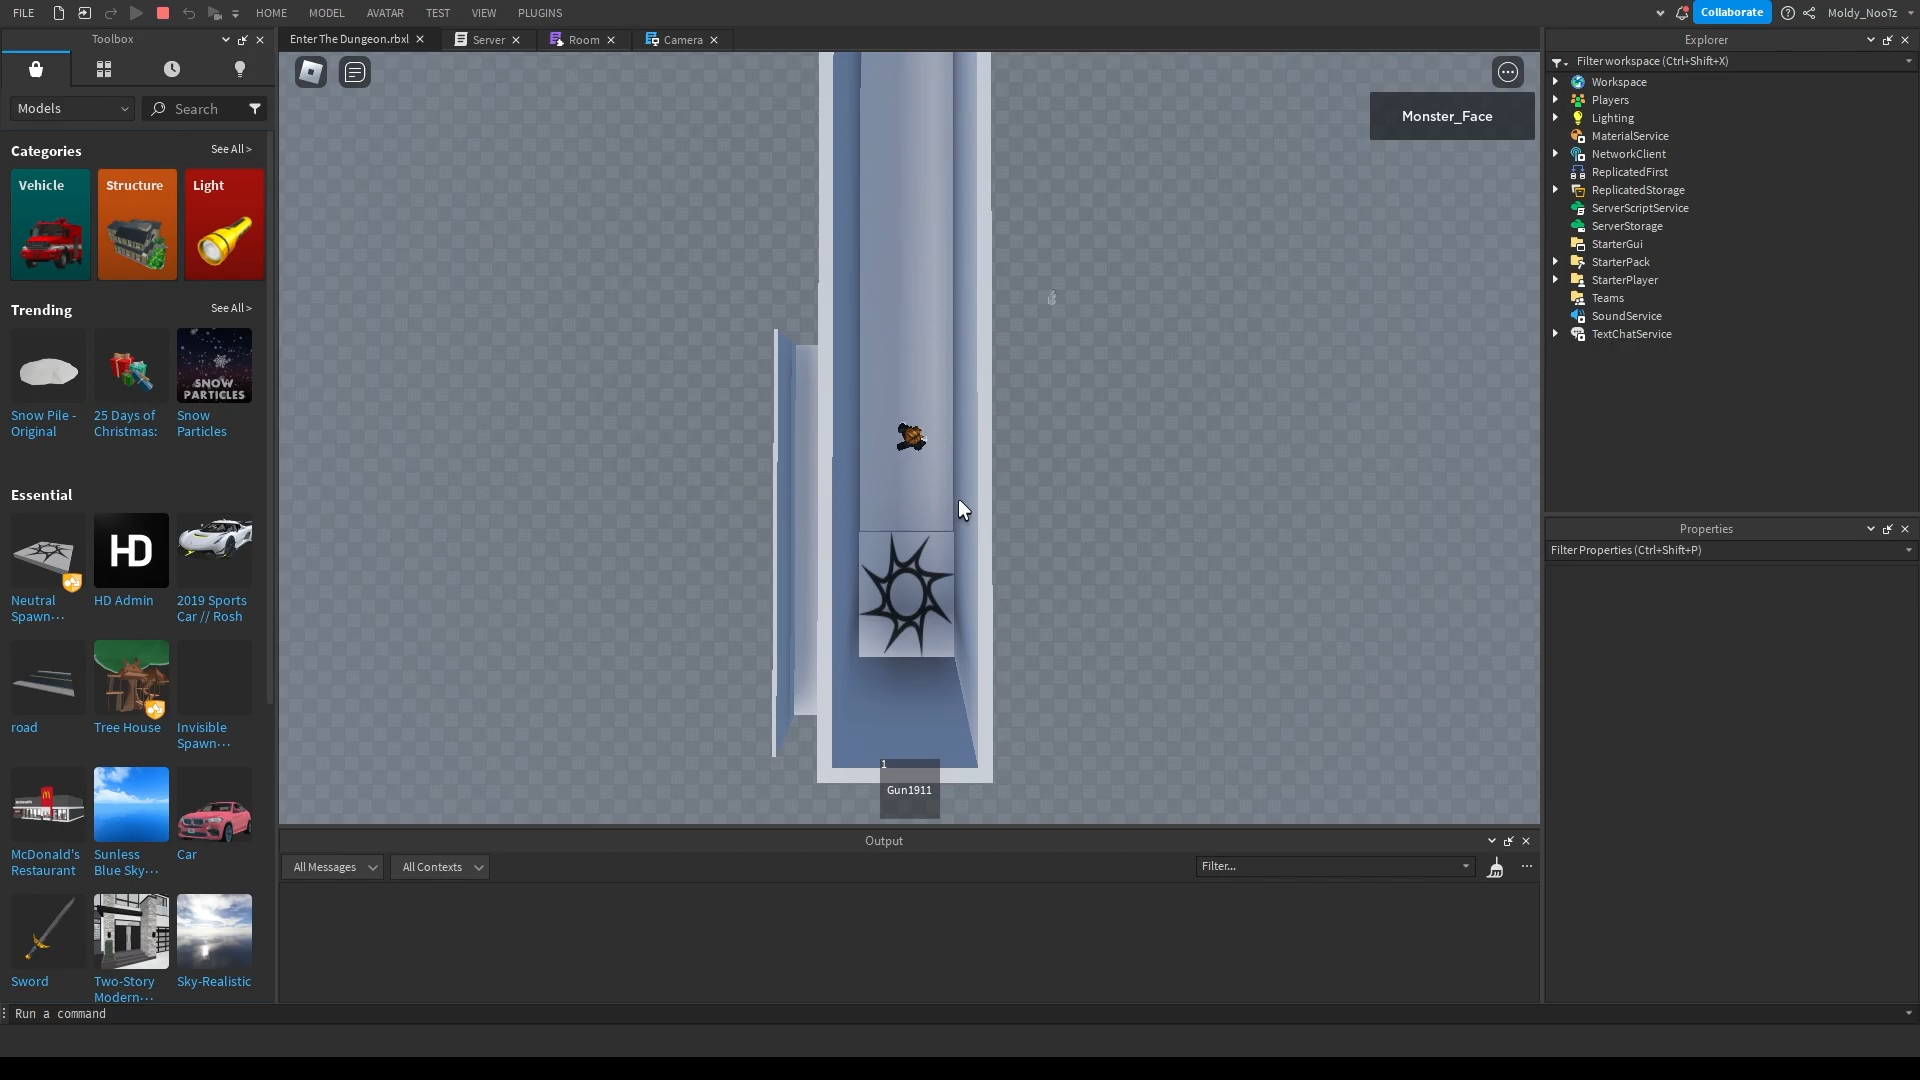 FILE
HOME
MODEL
AVATAR
TEST
VIEW
PLUGINS
Collaborate
Moldy_NooTz
Toolbox
Enter The Dungeon.rbxl
Server
Room
Camera
Explorer
Models
Search
Filter workspace (Ctrl+Shift+X)
Categories
See All >
Vehicle
Structure
Light
Trending
See All >
SNOW
PARTICLES
Snow Pile -
Original
25 Days of
Christmas:
Snow
Particles
Essential
HD
Neutral
Spawn...
HD Admin
2019 Sports
Car // Rosh
road
Tree House
Invisible
Spawn...
McDonald's
Restaurant
Sunless
Blue Sky...
Car
Sword
Two-Story
Modern...
Sky-Realistic
Monster_Face
1
Gun1911
Workspace
Players
Lighting
MaterialService
NetworkClient
ReplicatedFirst
ReplicatedStorage
ServerScriptService
ServerStorage
StarterGui
StarterPack
StarterPlayer
Teams
SoundService
TextChatService
Properties
Filter Properties (Ctrl+Shift+P)
Output
All Messages
All Contexts
Filter...
Run a command